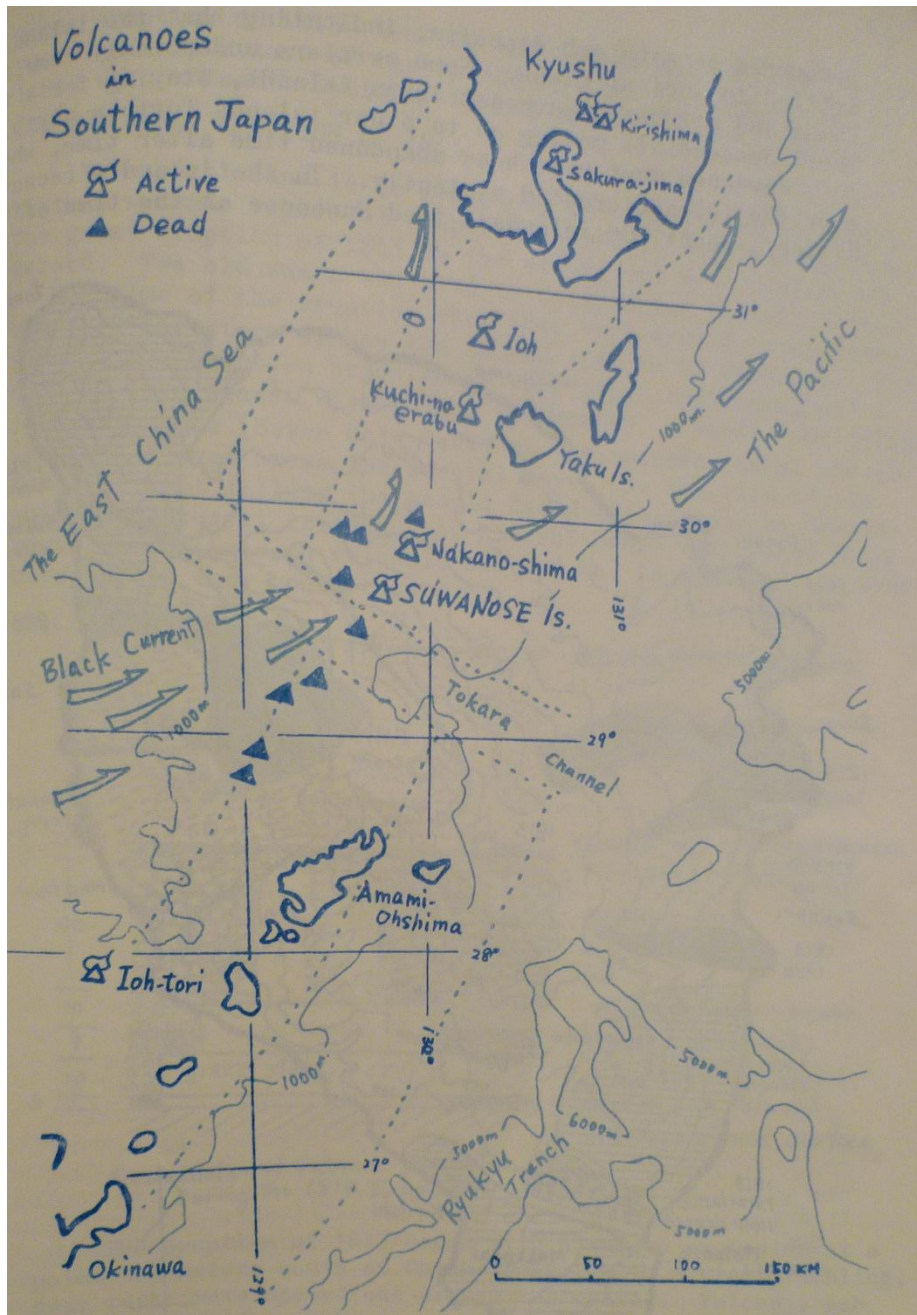 Volcanoes
in
Southern Japan
Active
Dead
Kyushu
Kirishima
Sakura-jima
31°
Ioh
Kuchi-na
erabu
Yaku Is.
1000m.
The Pacific
The East China Sea
30°
131°
Nakano-shima
SUWANOSE Is.
Black Current
1000m
Tokara
Channel
29°
5000m
Amami-
Ohshima
28°
Ioh-tori
130°
1000m
5000m.
6000m
5000m
Ryukyu
Trench
27°
5000m
Okinawa
129°
0 50 100 150 KM